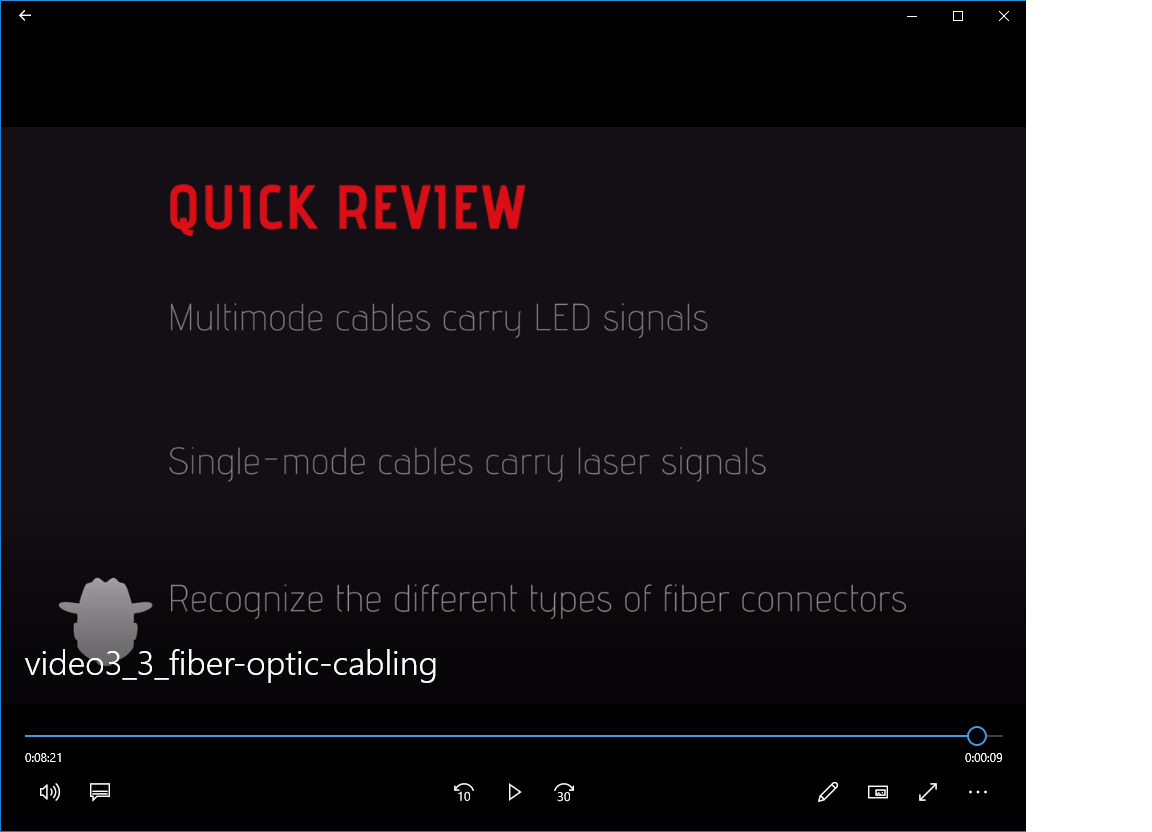 QUICK REVIEW
Multimode cables carry LED signals
Single-mode cables carry laser signals
Recognize the different types of fiber connectors
video3_3_fiber-optic-cabling
0:08:21
0:00:09
10
30